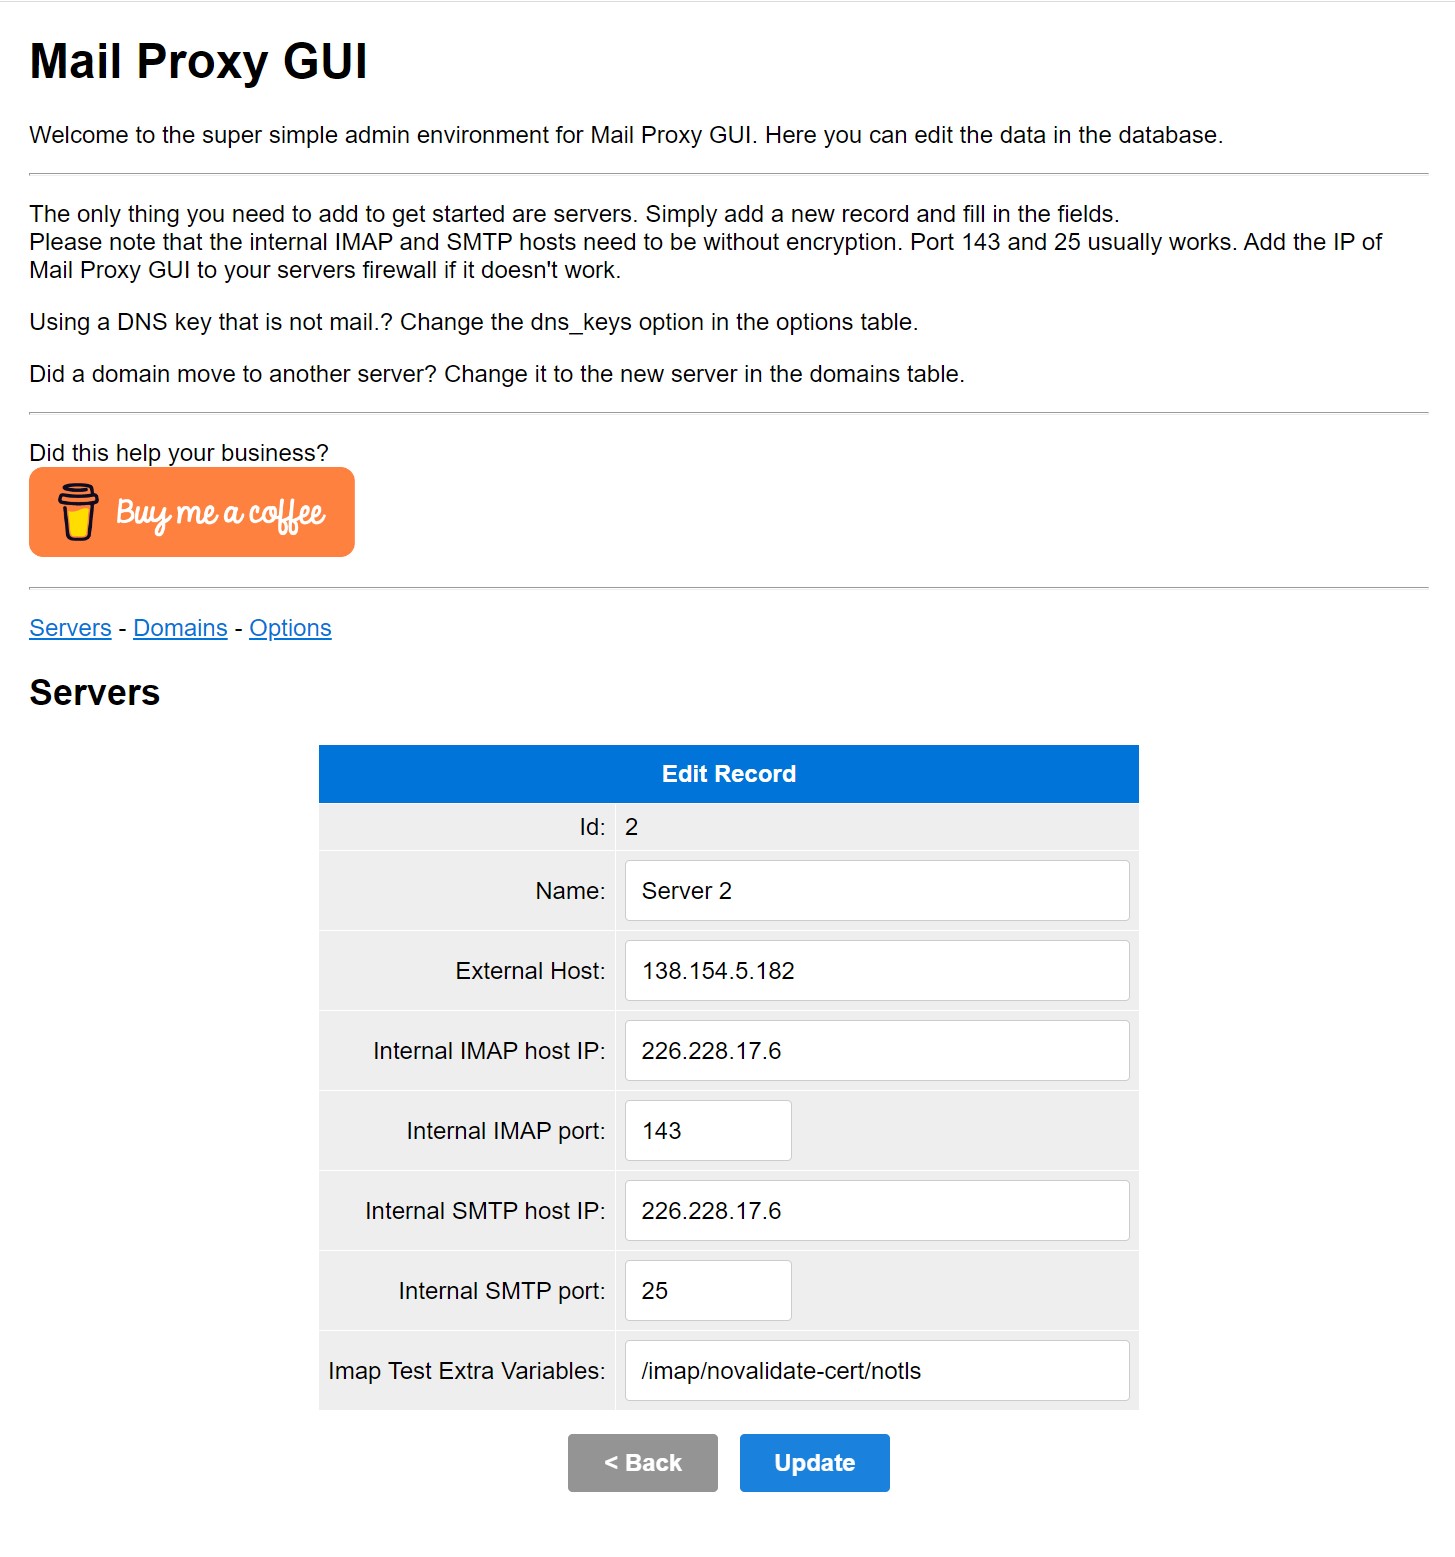 Mail Proxy GUI
Welcome to the super simple admin environment for Mail Proxy GUI. Here you can edit the data in the database.
The only thing you need to add to get started are servers. Simply add a new record and fill in the fields.
Please note that the internal IMAP and SMTP hosts need to be without encryption. Port 143 and 25 usually works. Add the IP of
Mail Proxy GUI to your servers firewall if it doesn't work.
Using a DNS key that is not mail.? Change the dns_keys option in the options table.
Did a domain move to another server? Change it to the new server in the domains table.
Did this help your business?
Buy me a coffee
Servers - Domains - Options
Servers
Edit Record
Id: 2
Name: Server 2
External Host: 138.154.5.182
Internal IMAP host IP: 226.228.17.6
Internal IMAP port: 143
Internal SMTP host IP: 226.228.17.6
Internal SMTP port: 25
Imap Test Extra Variables: /imap/novalidate-cert/notls
< Back Update